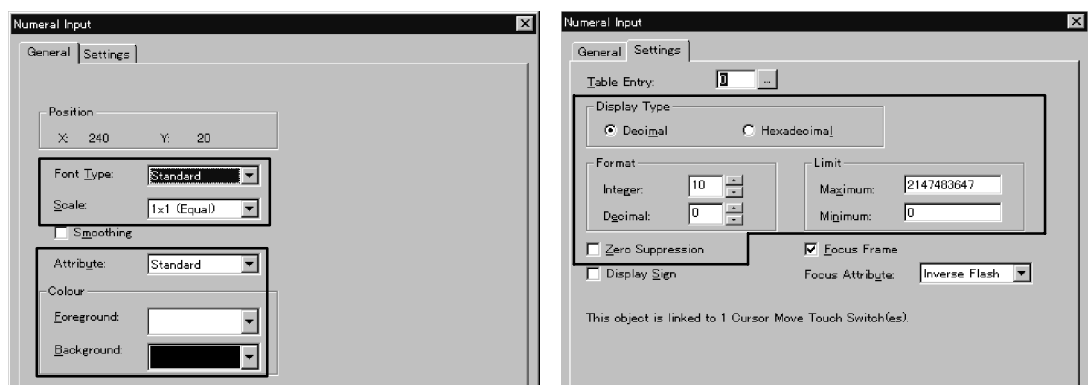 Numeral Input
General Settings
Position
X: 240 Y: 20
Font Type: Standard
Scale: 1x1 (Equal)
Smoothing
Attribute: Standard
Colour
Foreground:
Background:
Numeral Input
General Settings
Table Entry: 0 ...
Display Type
Decimal Hexadecimal
Format Limit
Integer: 10 Maximum: 2147483647
Decimal: 0 Minimum: 0
Zero Suppression Focus Frame
Display Sign Focus Attribute: Inverse Flash
This object is linked to 1 Cursor Move Touch Switch(es).